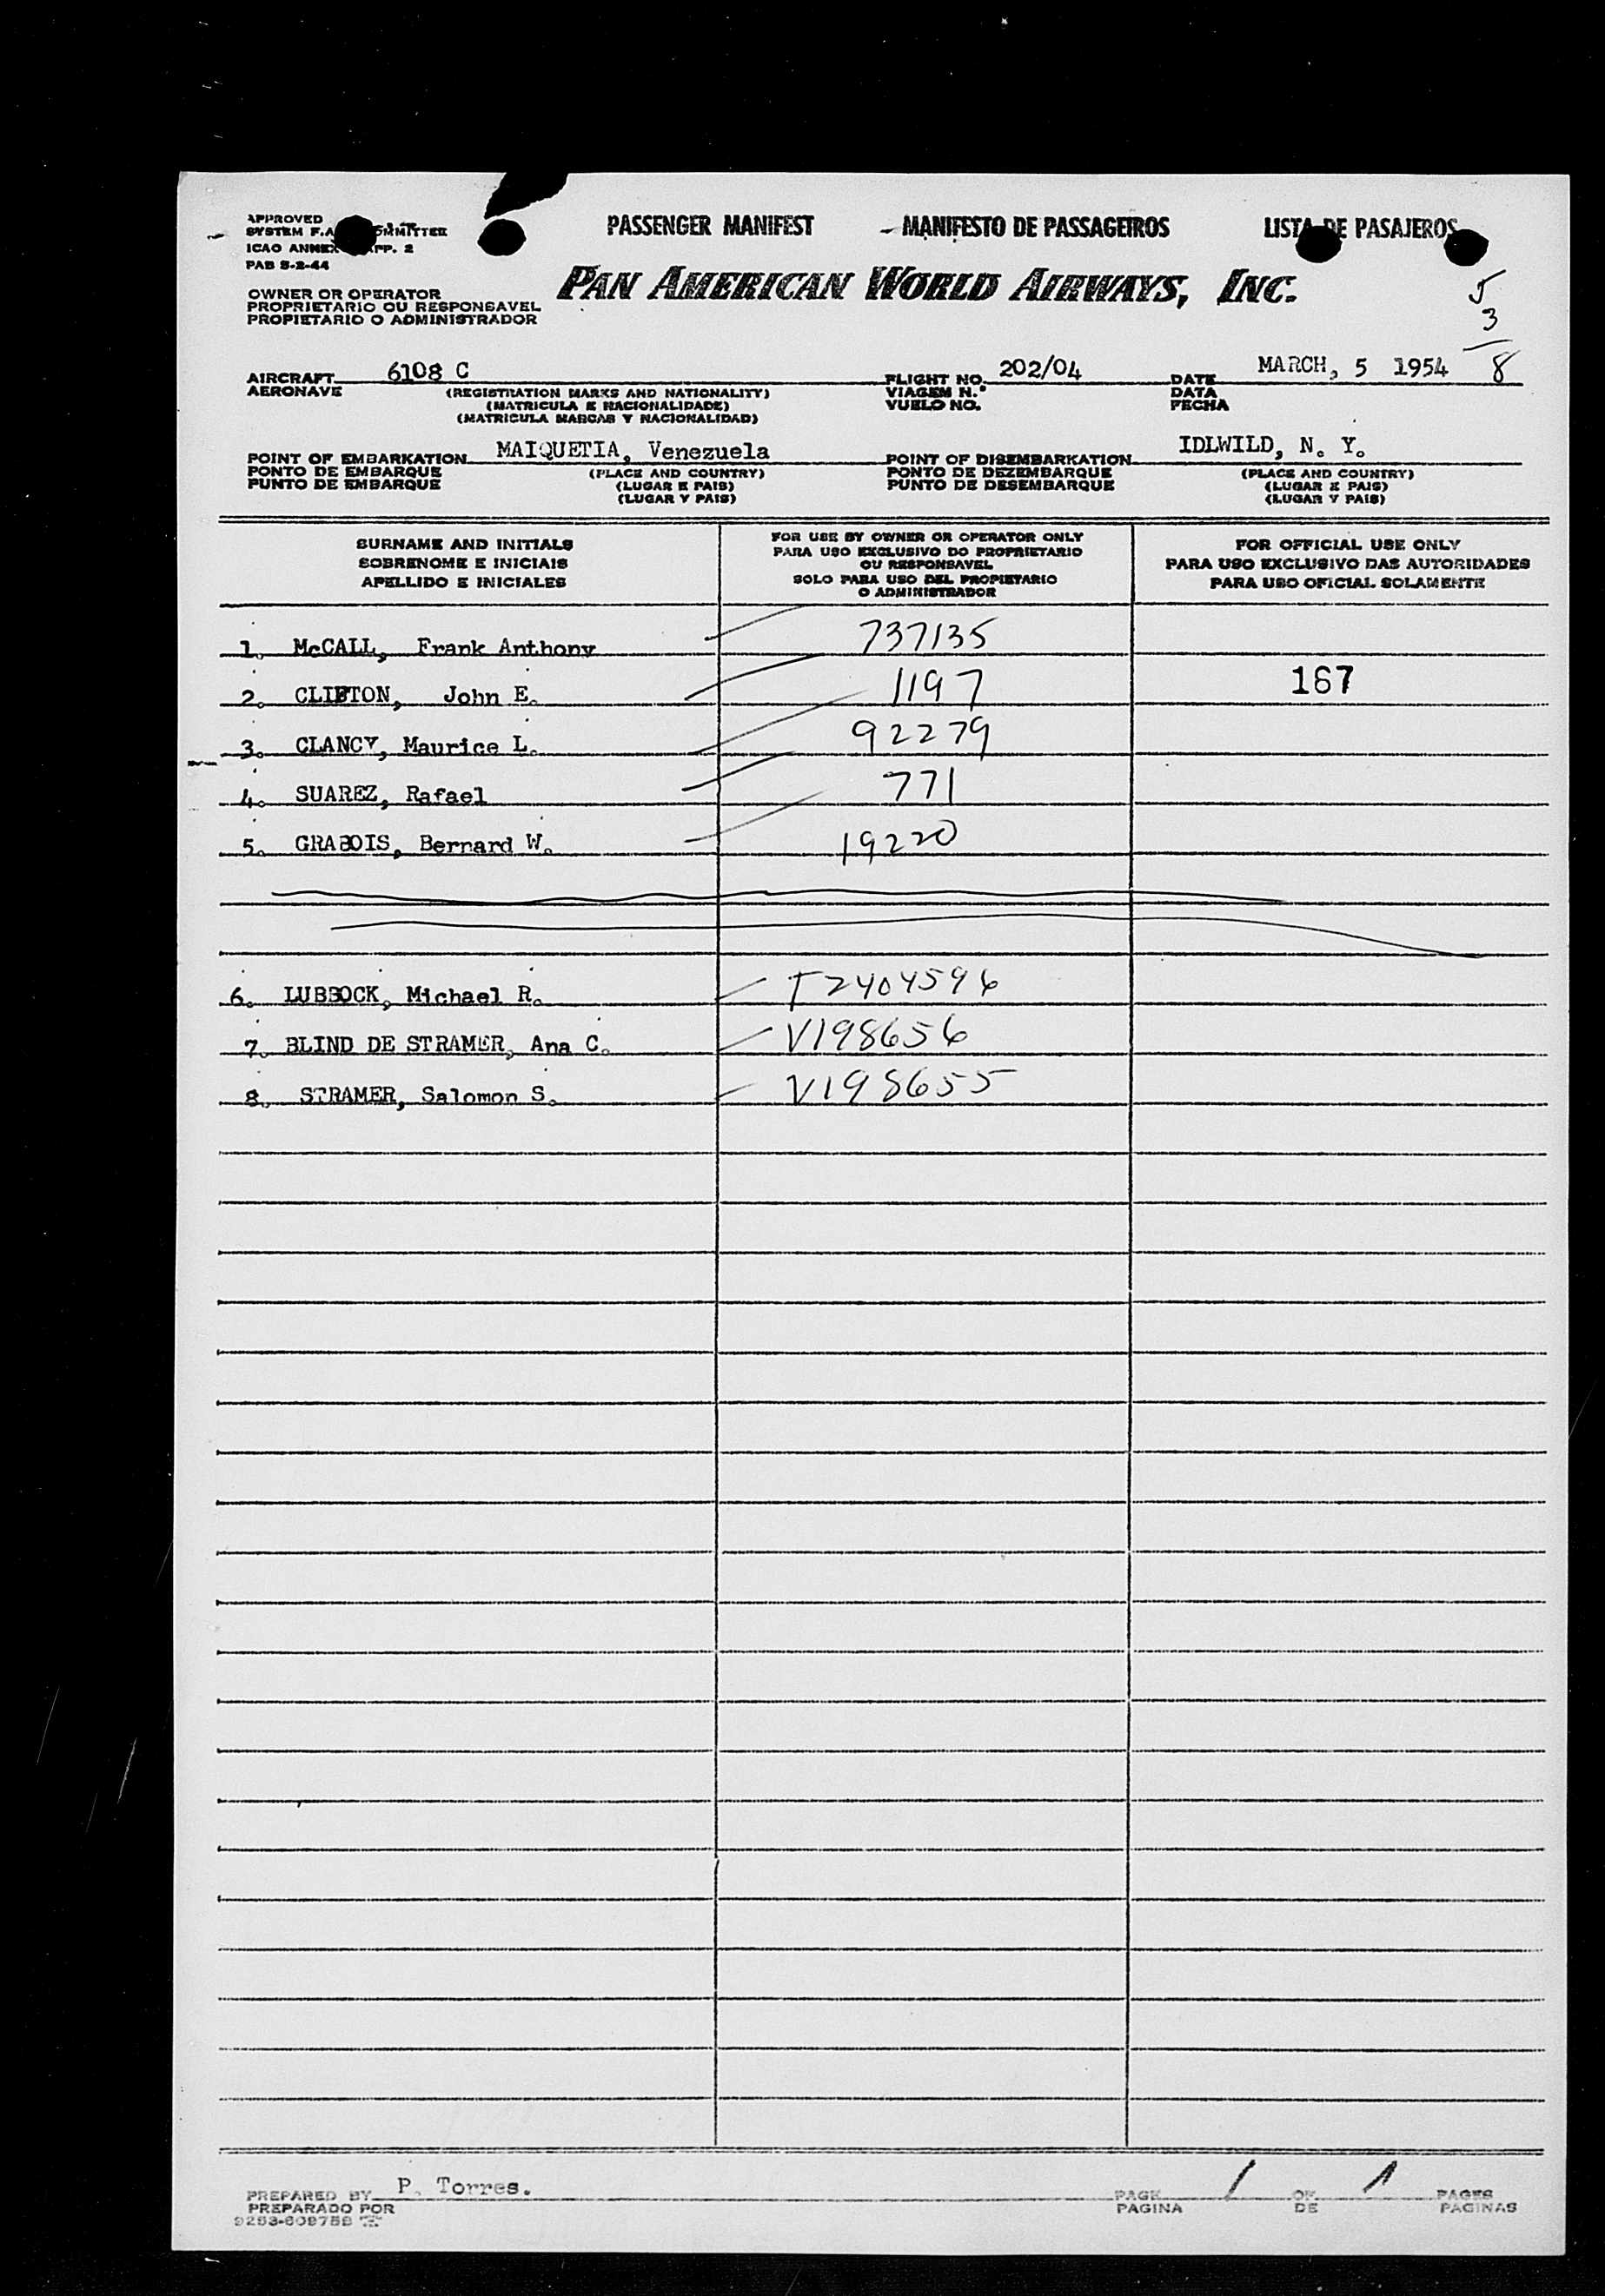 PASSENGER MANIFEST - MANIFESTO DE PASSAGEIROS LISTA DE PASAJEROS
APPROVED
SYSTEM F.A
ICAO ANNEX APP. 2
PAB 5-2-44
PAN AMERICAN WORLD AIRWAYS, INC.
OWNER OR OPERATOR
PROPRIETARIO OU RESPONSAVEL
PROPIETARIO O ADMINISTRADOR
5
3
8
AIRCRAFT 6108 C FLIGHT NO. 202/04 DATE MARCH, 5 1954
AERONAVE (REGISTRATION MARKS AND NATIONALITY) VIAGEM N.° DATA
(MATRICULA E NACIONALIDADE) VUELO NO. FECHA
(MATRICULA MARCAS Y NACIONALIDAD)
POINT OF EMBARKATION MAIQUETIA, Venezuela POINT OF DISEMBARKATION IDLWILD, N. Y.
PONTO DE EMBARQUE (PLACE AND COUNTRY) PONTO DE DEZEMBARQUE (PLACE AND COUNTRY)
PUNTO DE EMBARQUE (LUGAR E PAIS) PUNTO DE DESEMBARQUE (LUGAR E PAIS)
(LUGAR Y PAIS) (LUGAR Y PAIS)
SURNAME AND INITIALS
SOBRENOME E INICIAIS
APELLIDO E INICIALES
FOR USE BY OWNER OR OPERATOR ONLY
PARA USO EXCLUSIVO DO PROPRIETARIO
OU RESPONSAVEL
SOLO PARA USO DEL PROPIETARIO
O ADMINISTRADOR
FOR OFFICIAL USE ONLY
PARA USO EXCLUSIVO DAS AUTORIDADES
PARA USO OFICIAL SOLAMENTE
1. McCALL, Frank Anthony 737135
2. CLIFTON, John E. 1197 167
3. CLANCY, Maurice L. 92279
4. SUAREZ, Rafael 771
5. GRABOIS, Bernard W. 19220
6. LUBBOCK, Michael R. T2404596
7. BLIND DE STRAMER, Ana C. V198656
8. STRAMER, Salomon S. V198655
PREPARED BY P. Torres. PAGE 1 OF 1 PAGES
PREPARADO POR PAGINA DE PAGINAS